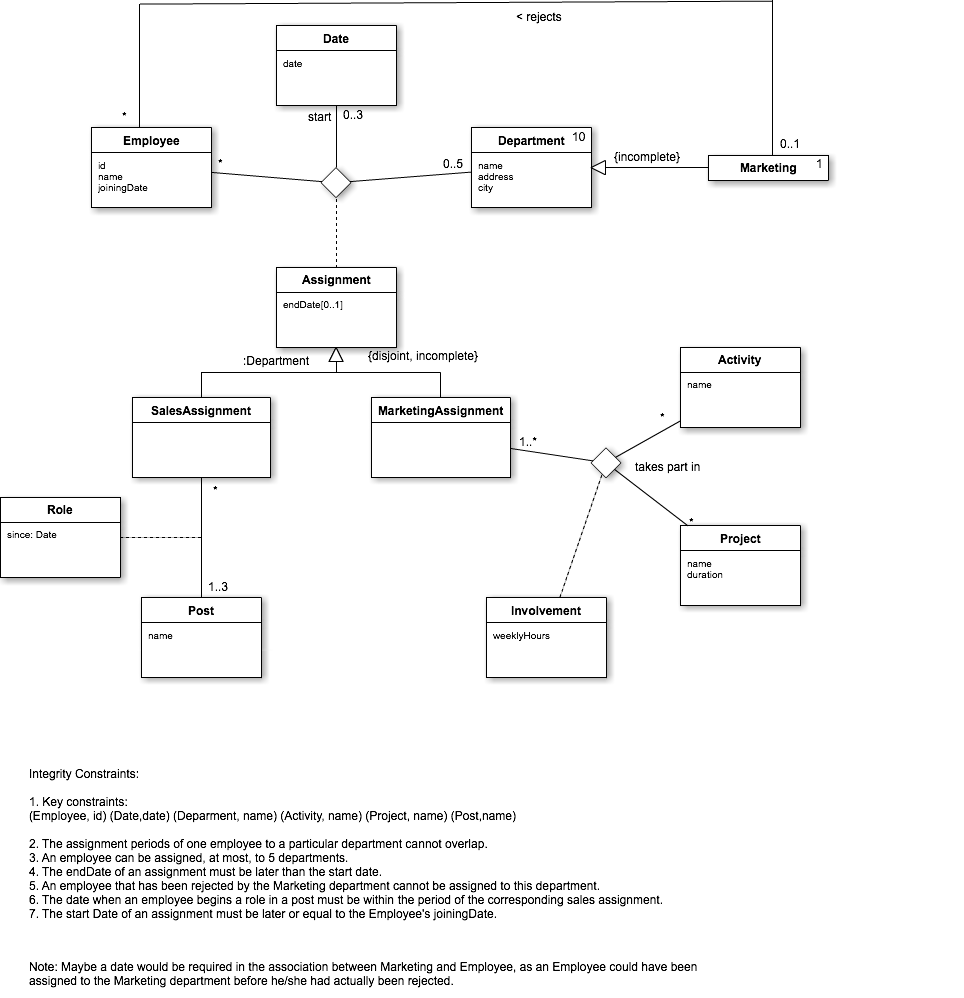 < rejects
Date
date
start
0..3
*
Employee
id
name
joiningDate
*
0..5
Department 10
name
address
city
{incomplete}
0..1
Marketing 1
Assignment
endDate[0..1]
:Department
{disjoint, incomplete}
SalesAssignment
MarketingAssignment
1..*
Activity
name
*
takes part in
*
Project
name
duration
*
Role
since: Date
1..3
Post
name
Involvement
weeklyHours
Integrity Constraints:
1. Key constraints:
(Employee, id) (Date,date) (Deparment, name) (Activity, name) (Project, name) (Post,name)
2. The assignment periods of one employee to a particular department cannot overlap.
3. An employee can be assigned, at most, to 5 departments.
4. The endDate of an assignment must be later than the start date.
5. An employee that has been rejected by the Marketing department cannot be assigned to this department.
6. The date when an employee begins a role in a post must be within the period of the corresponding sales assignment.
7. The start Date of an assignment must be later or equal to the Employee's joiningDate.
Note: Maybe a date would be required in the association between Marketing and Employee, as an Employee could have been
assigned to the Marketing department before he/she had actually been rejected.